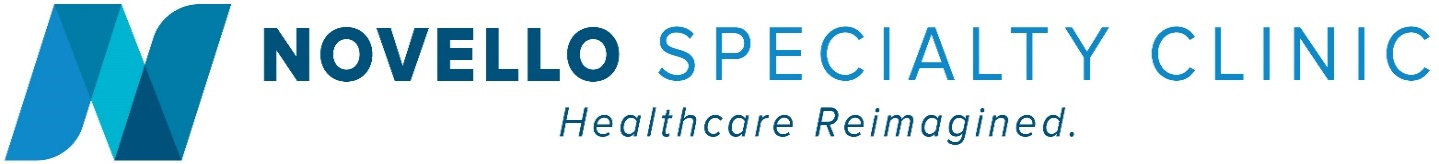 NOVELLO SPECIALTY CLINIC
Healthcare Reimagined.